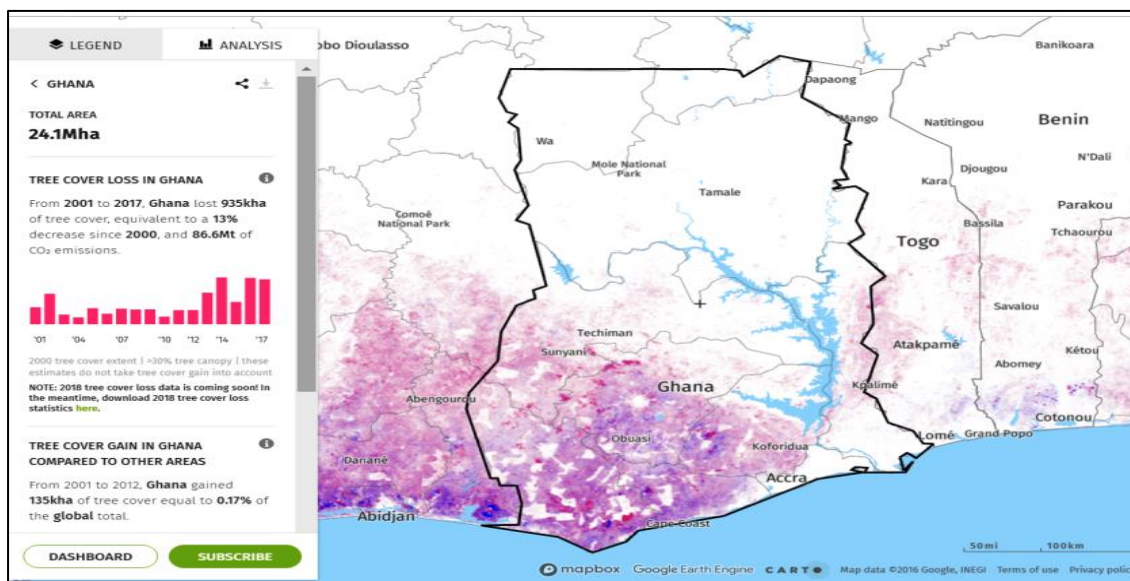 LEGEND
ANALYSIS
< GHANA
TOTAL AREA
24.1Mha
TREE COVER LOSS IN GHANA
From 2001 to 2017, Ghana lost 935kha
of tree cover, equivalent to a 13%
decrease since 2000, and 86.6Mt of
CO₂ emissions.
'01 '04 '07 '10 '12 '14 '17
2000 tree cover extent | >30% tree canopy | these
estimates do not take tree cover gain into account
NOTE: 2018 tree cover loss data is coming soon! In
the meantime, download 2018 tree cover loss
statistics here.
TREE COVER GAIN IN GHANA
COMPARED TO OTHER AREAS
From 2001 to 2012, Ghana gained
135kha of tree cover equal to 0.17% of
the global total.
DASHBOARD
SUBSCRIBE
obo Dioulasso
Banikoara
Dapaong
Mango
Natitingou
Benin
Wa
Mole National
Park
Djougou
N'Dali
Kara
Tamale
Comoé
National Park
Parakou
Bassila
Tchaourou
Togo
Savalou
Techiman
Sunyani
Atakpamé
Abomey
Kétou
Ghana
Kpalimé
Abengourou
Cotonou
Obuasi
Lomé
Grand-Popo
Koforidua
Danané
Accra
Abidjan
Cape Coast
50mi
100km
mapbox
Google Earth Engine
CARTO
Map data ©2016 Google, INEGI
Terms of use
Privacy polic